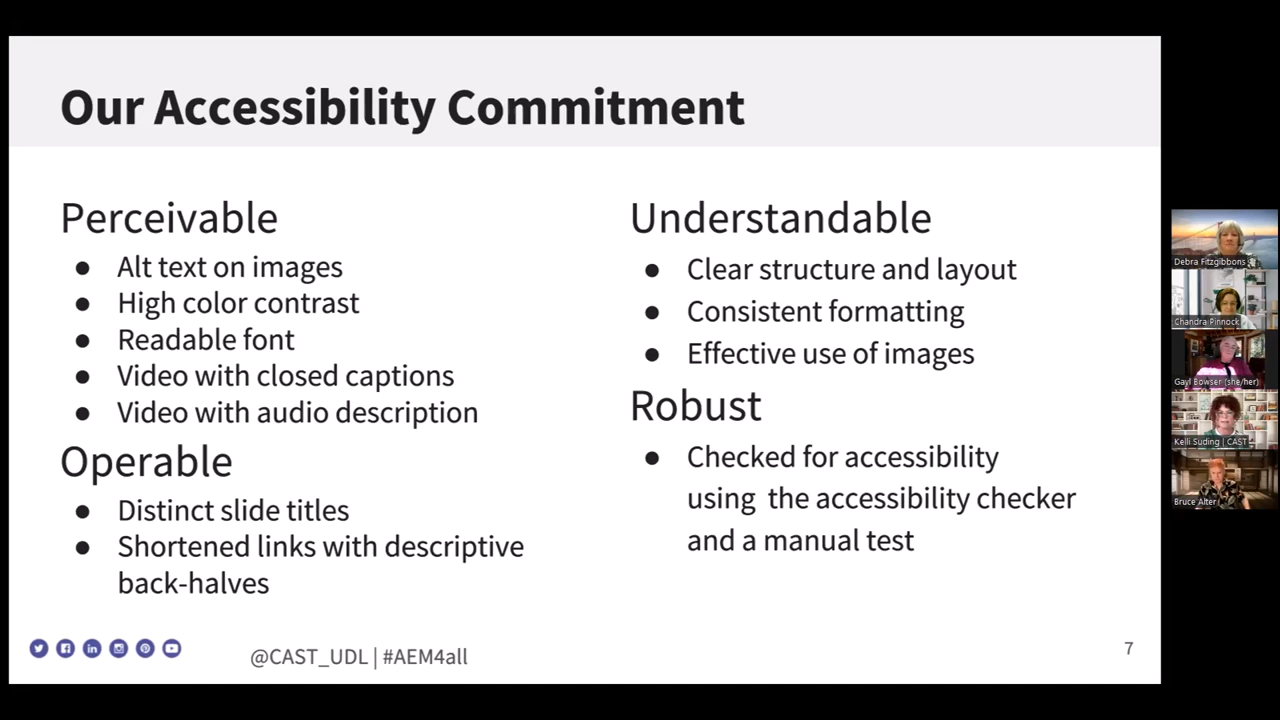 Our Accessibility Commitment
Perceivable
● Alt text on images
● High color contrast
● Readable font
● Video with closed captions
● Video with audio description
Operable
● Distinct slide titles
● Shortened links with descriptive
back-halves
Understandable
● Clear structure and layout
● Consistent formatting
● Effective use of images
Robust
● Checked for accessibility
using  the accessibility checker
and a manual test
@CAST_UDL | #AEM4all
7
Debra Fitzgibbons
Chandra Pinnock
Gayl Bowser (she/her)
Kelli Suding | CAST
Bruce Alter